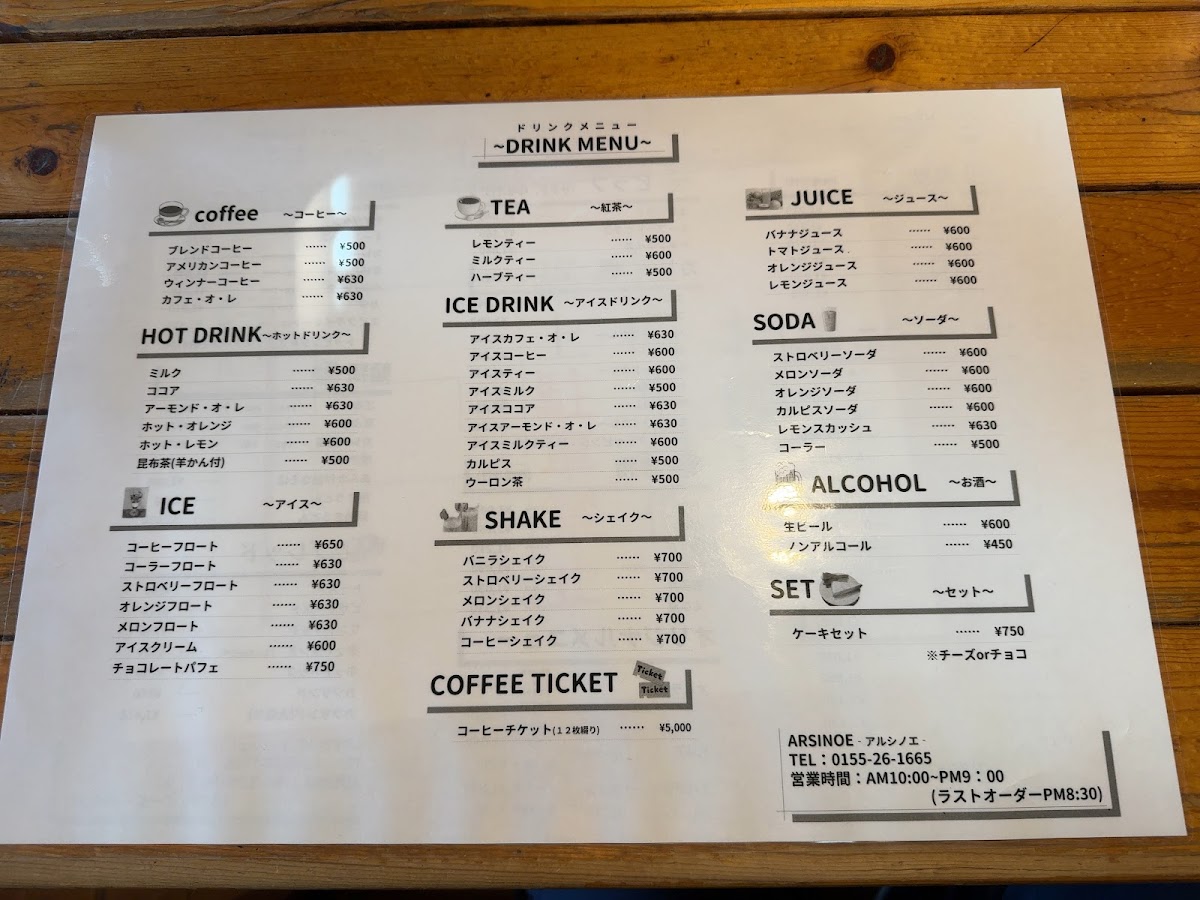 ドリンクメニュー
~DRINK MENU~
coffee ～コーヒー～
ブレンドコーヒー …… ¥500
アメリカンコーヒー …… ¥500
ウィンナーコーヒー …… ¥630
カフェ・オ・レ …… ¥630
HOT DRINK～ホットドリンク～
ミルク …… ¥500
ココア …… ¥630
アーモンド・オ・レ …… ¥630
ホット・オレンジ …… ¥600
ホット・レモン …… ¥600
昆布茶(羊かん付) …… ¥500
ICE ～アイス～
コーヒーフロート …… ¥650
コーラーフロート …… ¥630
ストロベリーフロート …… ¥630
オレンジフロート …… ¥630
メロンフロート …… ¥630
アイスクリーム …… ¥600
チョコレートパフェ …… ¥750
TEA ～紅茶～
レモンティー …… ¥500
ミルクティー …… ¥600
ハーブティー …… ¥500
ICE DRINK ～アイスドリンク～
アイスカフェ・オ・レ …… ¥630
アイスコーヒー …… ¥600
アイスティー …… ¥600
アイスミルク …… ¥500
アイスココア …… ¥630
アイスアーモンド・オ・レ …… ¥630
アイスミルクティー …… ¥600
カルピス …… ¥500
ウーロン茶 …… ¥500
SHAKE ～シェイク～
バニラシェイク …… ¥700
ストロベリーシェイク …… ¥700
メロンシェイク …… ¥700
バナナシェイク …… ¥700
コーヒーシェイク …… ¥700
COFFEE TICKET
Ticket
Ticket
コーヒーチケット(１２枚綴り) …… ¥5,000
JUICE ～ジュース～
バナナジュース …… ¥600
トマトジュース …… ¥600
オレンジジュース …… ¥600
レモンジュース …… ¥600
SODA ～ソーダ～
ストロベリーソーダ …… ¥600
メロンソーダ …… ¥600
オレンジソーダ …… ¥600
カルピスソーダ …… ¥600
レモンスカッシュ …… ¥630
コーラー …… ¥500
ALCOHOL ～お酒～
生ビール …… ¥600
ノンアルコール …… ¥450
SET ～セット～
ケーキセット …… ¥750
※チーズorチョコ
ARSINOE - アルシノエ -
TEL：0155-26-1665
営業時間：AM10:00~PM9：00
(ラストオーダーPM8:30)